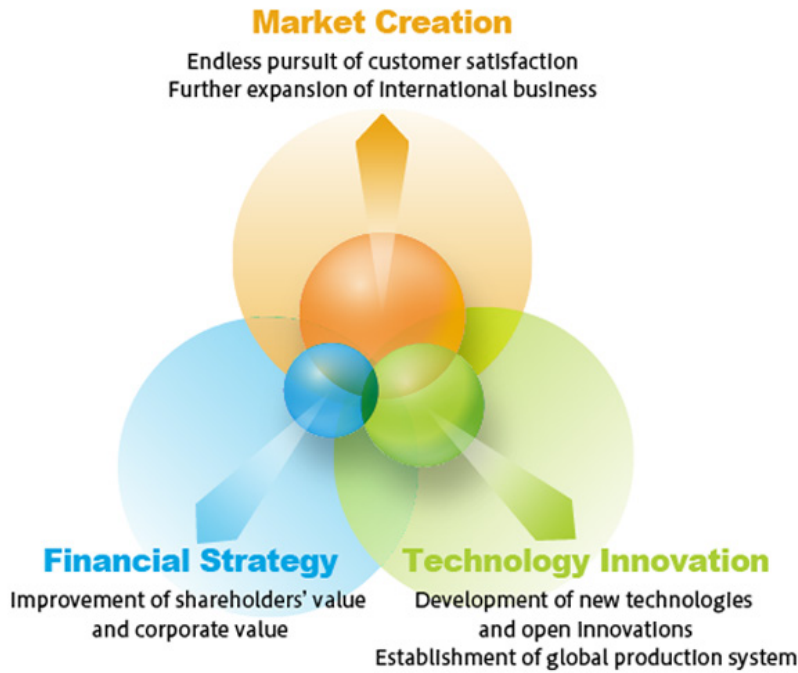 Market Creation
Endless pursuit of customer satisfaction
Further expansion of international business
Financial Strategy
Improvement of shareholders' value
and corporate value
Technology Innovation
Development of new technologies
and open innovations
Establishment of global production system